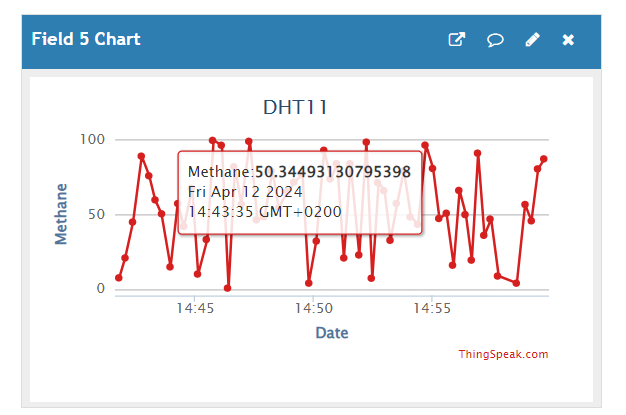 Field 5 Chart
DHT11
Methane
100
50
0
Methane:50.34493130795398
Fri Apr 12 2024
14:43:35 GMT+0200
14:45 14:50 14:55
Date
ThingSpeak.com